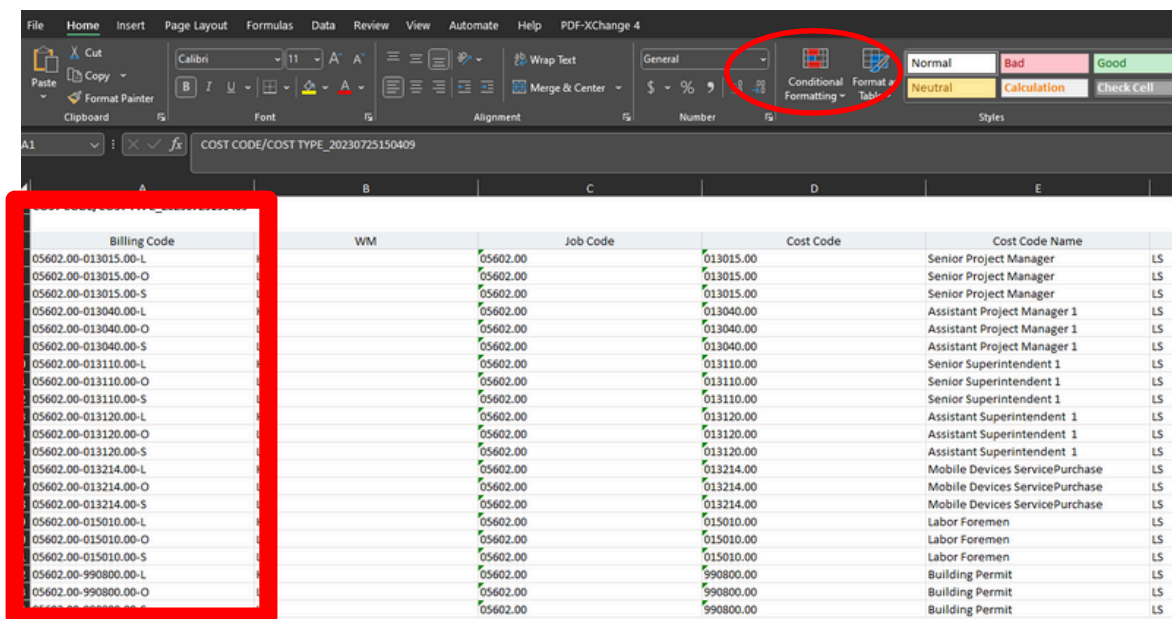 File Home Insert Page Layout Formulas Data Review View Automate Help PDF-XChange 4
Cut
Calibri 11 A A Wrap Text General
Paste Copy Conditional Format as Normal Bad Good
B I U A Merge & Center $ % 9 Formatting Table Neutral Calculation Check Cell
Format Painter
Clipboard Font Alignment Number Styles
A1 fx COST CODE/COST TYPE_20230725150409
A B C D E
Billing Code WM Job Code Cost Code Cost Code Name
05602.00-013015.00-L 05602.00 013015.00 Senior Project Manager LS
05602.00-013015.00-O L 05602.00 013015.00 Senior Project Manager LS
05602.00-013015.00-S L 05602.00 013015.00 Senior Project Manager LS
05602.00-013040.00-L 05602.00 013040.00 Assistant Project Manager 1 LS
05602.00-013040.00-O L 05602.00 013040.00 Assistant Project Manager 1 LS
05602.00-013040.00-S L 05602.00 013040.00 Assistant Project Manager 1 LS
05602.00-013110.00-L 05602.00 013110.00 Senior Superintendent 1 LS
05602.00-013110.00-O L 05602.00 013110.00 Senior Superintendent 1 LS
05602.00-013110.00-S L 05602.00 013110.00 Senior Superintendent 1 LS
05602.00-013120.00-L 05602.00 013120.00 Assistant Superintendent 1 LS
05602.00-013120.00-O L 05602.00 013120.00 Assistant Superintendent 1 LS
05602.00-013120.00-S L 05602.00 013120.00 Assistant Superintendent 1 LS
05602.00-013214.00-L 05602.00 013214.00 Mobile Devices ServicePurchase LS
05602.00-013214.00-O L 05602.00 013214.00 Mobile Devices ServicePurchase LS
05602.00-013214.00-S L 05602.00 013214.00 Mobile Devices ServicePurchase LS
05602.00-015010.00-L 05602.00 015010.00 Labor Foremen LS
05602.00-015010.00-O L 05602.00 015010.00 Labor Foremen LS
05602.00-015010.00-S L 05602.00 015010.00 Labor Foremen LS
05602.00-990800.00-L 05602.00 990800.00 Building Permit LS
05602.00-990800.00-O L 05602.00 990800.00 Building Permit LS
05602.00 990800.00 Building Permit LS